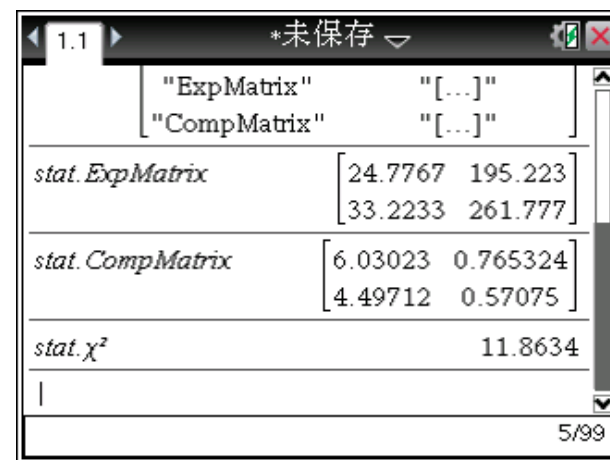 1.1 *未保存
"ExpMatrix" "[...]"
"CompMatrix" "[...]"
stat.ExpMatrix [24.7767 195.223
33.2233 261.777]
stat.CompMatrix [6.03023 0.765324
4.49712 0.57075]
stat.χ² 11.8634
5/99